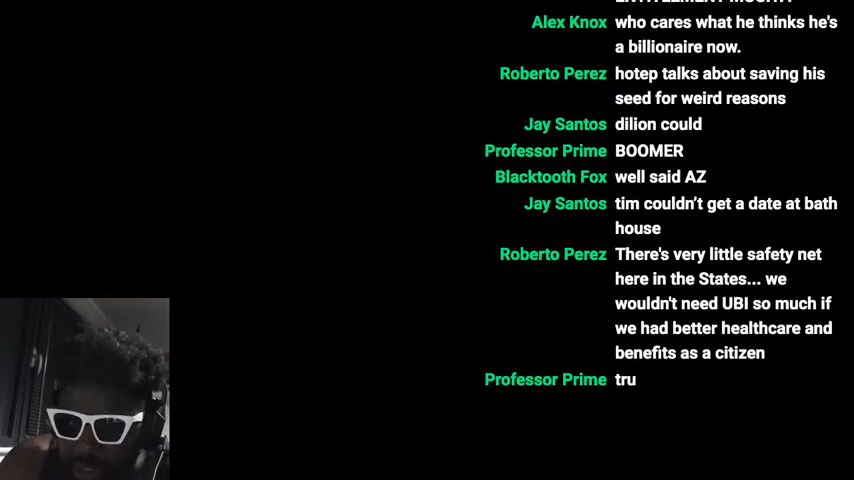 Alex Knox who cares what he thinks he's
a billionaire now.
Roberto Perez hotep talks about saving his
seed for weird reasons
Jay Santos dilion could
Professor Prime BOOMER
Blacktooth Fox well said AZ
Jay Santos tim couldn't get a date at bath
house
Roberto Perez There's very little safety net
here in the States... we
wouldn't need UBI so much if
we had better healthcare and
benefits as a citizen
Professor Prime tru